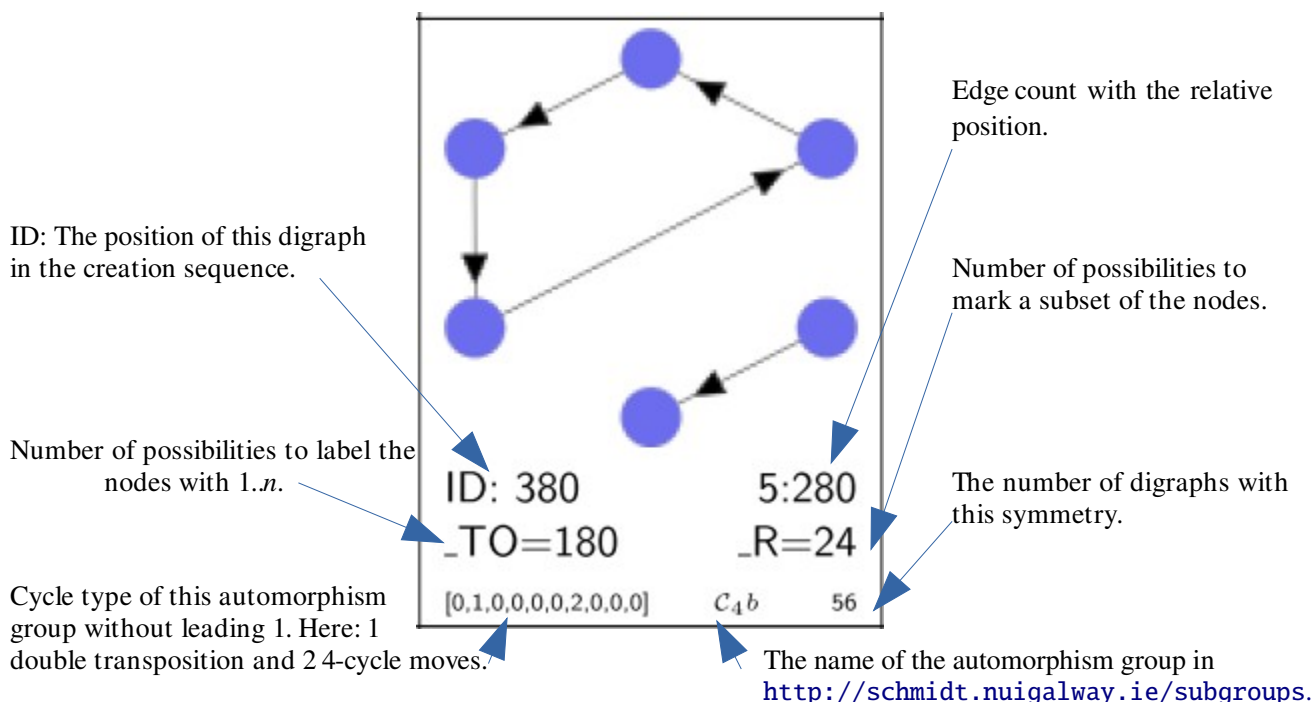 Edge count with the relative
position.
ID: The position of this digraph
in the creation sequence.
Number of possibilities to
mark a subset of the nodes.
Number of possibilities to label the
nodes with 1..n.
ID: 380 5:280
_TO=180 _R=24
The number of digraphs with
this symmetry.
Cycle type of this automorphism
group without leading 1. Here: 1
double transposition and 2 4-cycle moves.
[0,1,0,0,0,0,2,0,0,0] C₄b 56
The name of the automorphism group in
http://schmidt.nuigalway.ie/subgroups.